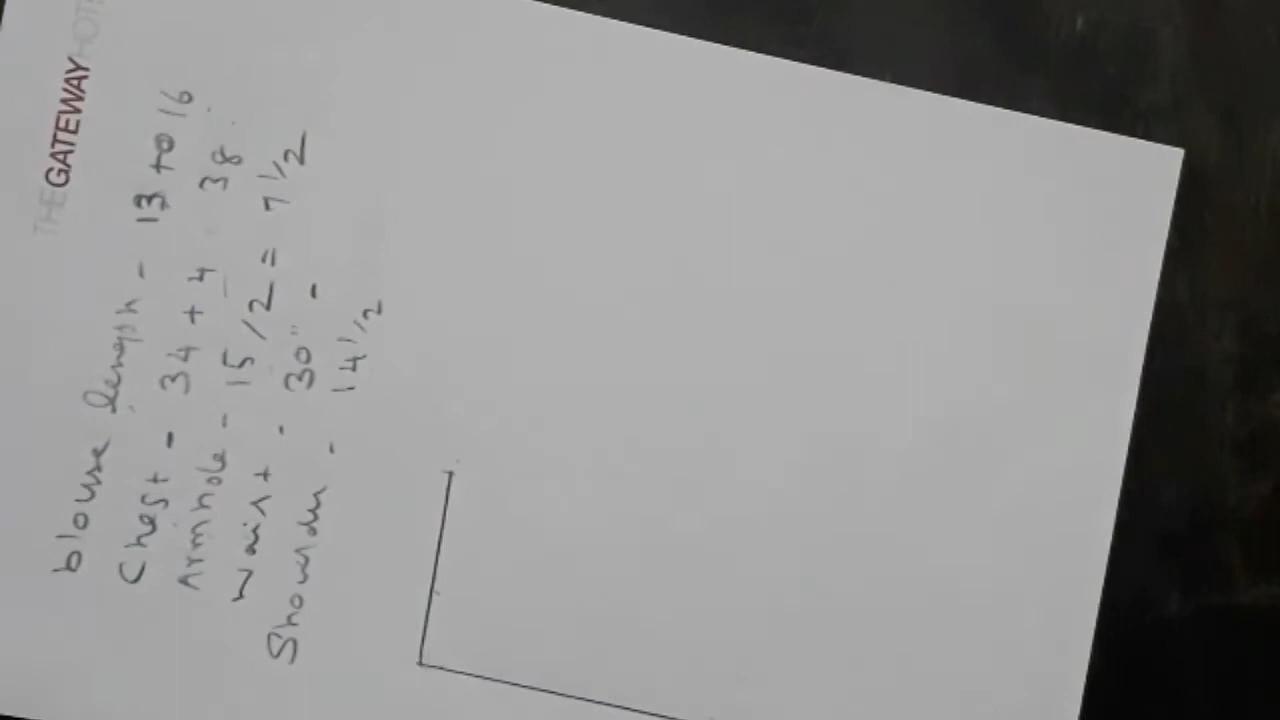 THE GATEWAY HOTE
blouse length - 13 to 16
Chest - 34 + 4 38.
Armhole - 15/2 = 7 1/2
Waist - 30" -
Shoulder - 14 1/2